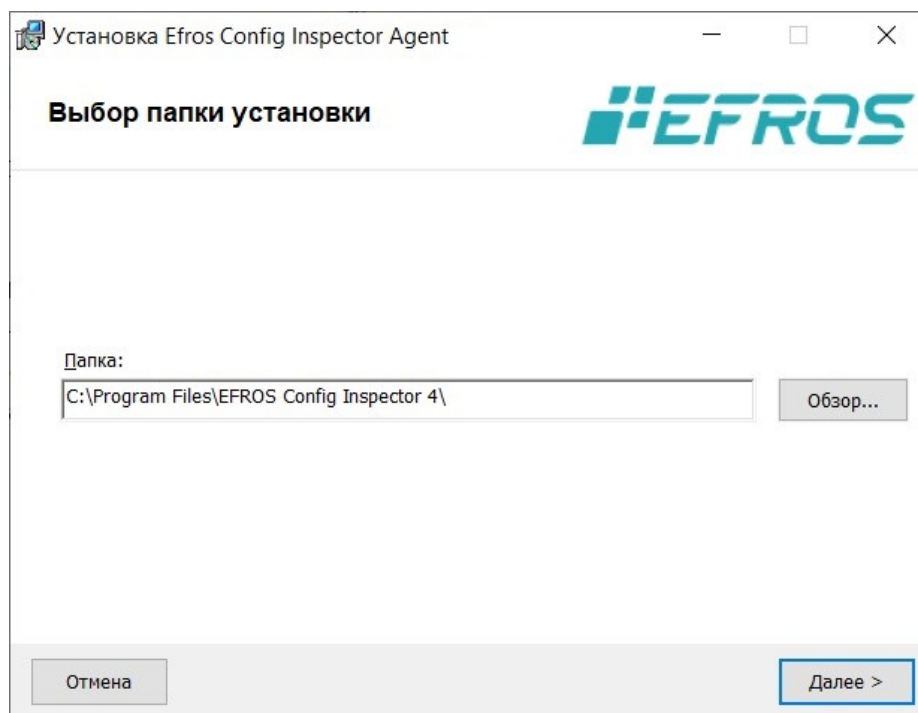 Установка Efros Config Inspector Agent
Выбор папки установки
EFROS
Папка:
C:\Program Files\EFROS Config Inspector 4\
Обзор...
Отмена
Далее >